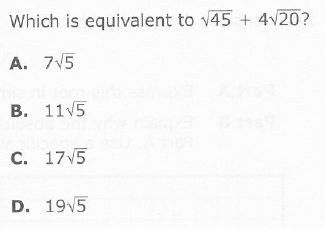 Which is equivalent to √45 + 4√20?
A. 7√5
B. 11√5
C. 17√5
D. 19√5